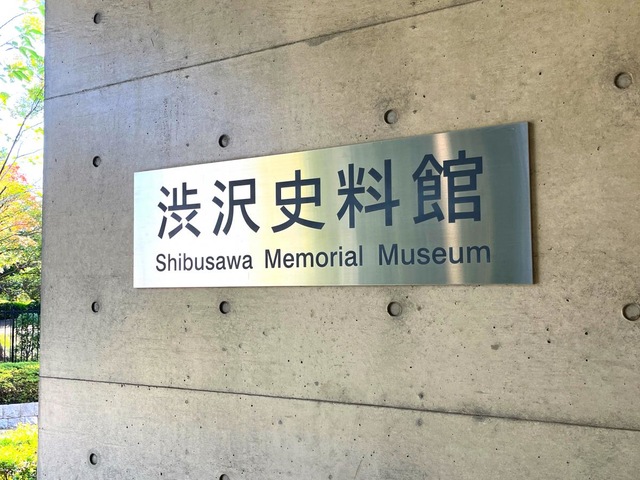 渋沢史料館
Shibusawa Memorial Museum